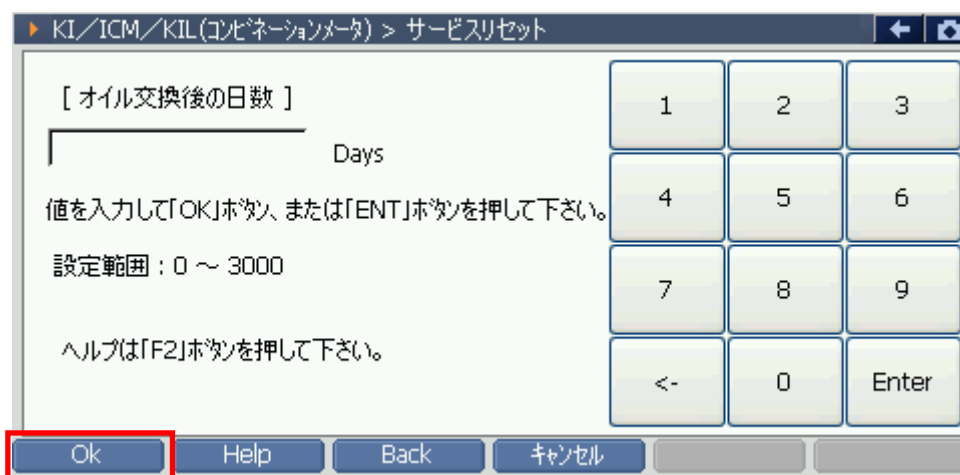 KI/ICM/KIL(ｺﾝﾋﾞﾈｰｼｮﾝﾒｰﾀ) > サービスリセット
[ オイル交換後の日数 ]
Days
値を入力して「OK」ﾎﾞﾀﾝ、または「ENT」ﾎﾞﾀﾝを押して下さい。
設定範囲：0 ～ 3000
ヘルプは「F2」ﾎﾞﾀﾝを押して下さい。
1 2 3
4 5 6
7 8 9
<- 0 Enter
Ok Help Back ｷｬﾝｾﾙ